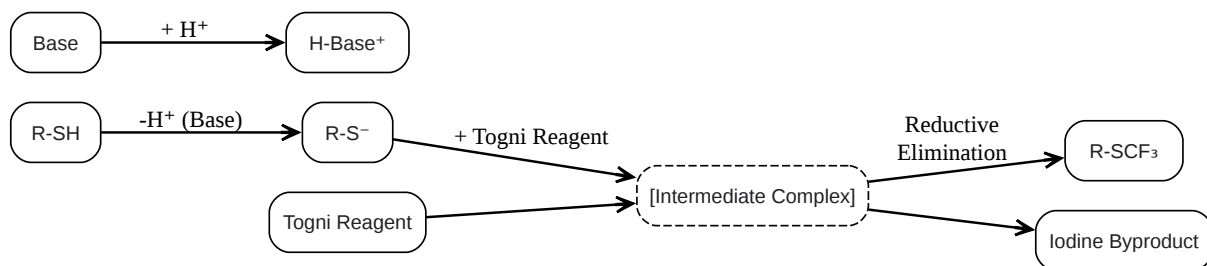 Base
+ H⁺
H-Base⁺
R-SH
-H⁺ (Base)
R-S⁻
+ Togni Reagent
Togni Reagent
[Intermediate Complex]
Reductive
Elimination
R-SCF₃
Iodine Byproduct